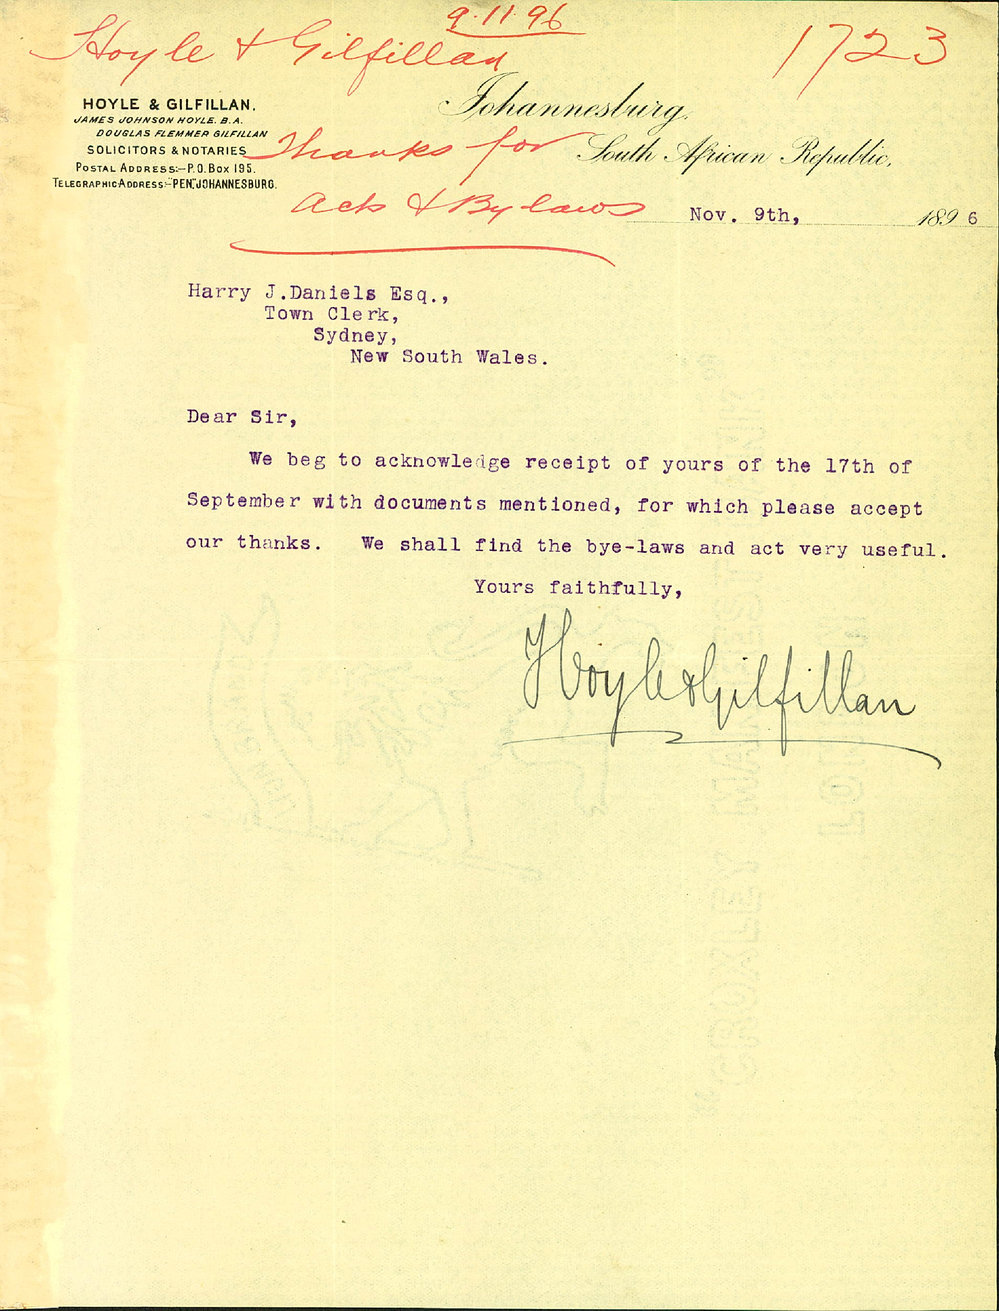 9.11.96
Hoyle & Gilfillan
1723
HOYLE & GILFILLAN.
JAMES JOHNSON HOYLE. B.A.
DOUGLAS FLEMMER GILFILLAN
SOLICITORS & NOTARIES
POSTAL ADDRESS:- P.O. BOX 195.
TELEGRAPHIC ADDRESS:- "PEN," JOHANNESBURG.
Johannesburg,
South African Republic,
Thanks for
Acts & By laws
Nov. 9th, 1896
Harry J.Daniels Esq.,
Town Clerk,
Sydney,
New South Wales.
Dear Sir,
We beg to acknowledge receipt of yours of the 17th of
September with documents mentioned, for which please accept
our thanks. We shall find the bye-laws and act very useful.
Yours faithfully,
Hoyle & Gilfillan